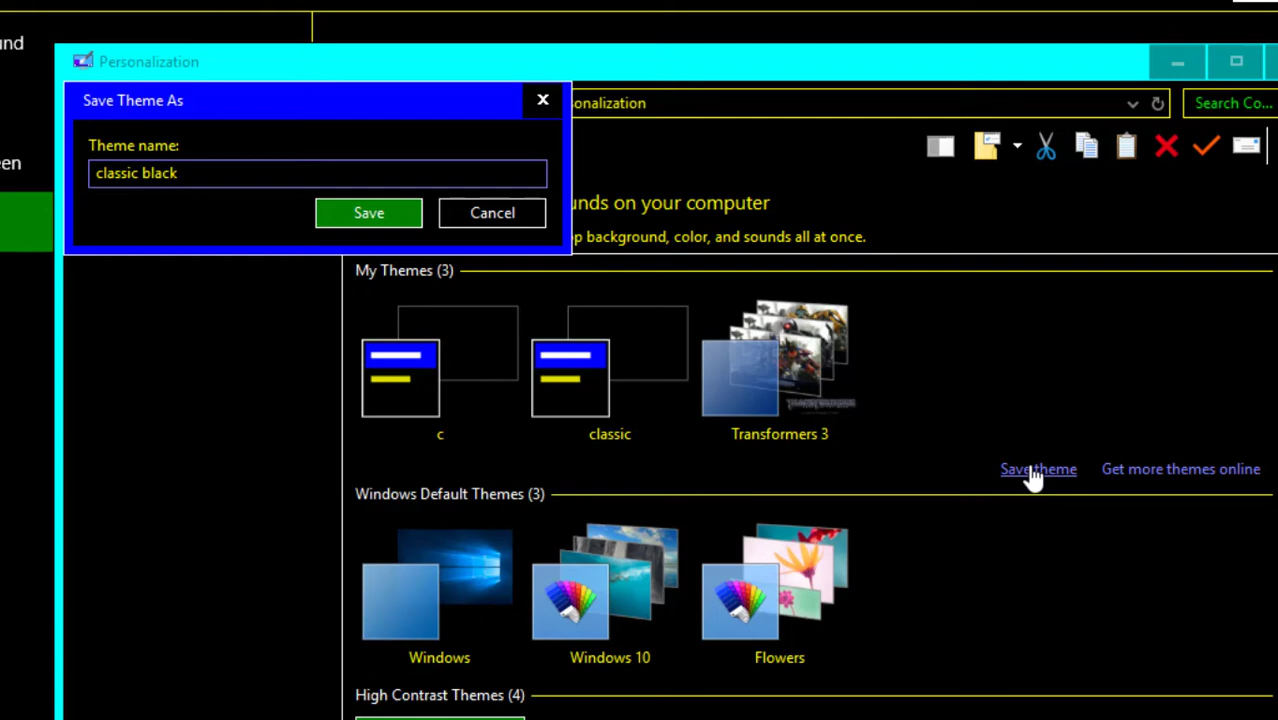 und
Personalization
Save Theme As
onalization
Search Co...
Theme name:
een
classic black
Save
Cancel
unds on your computer
p background, color, and sounds all at once.
My Themes (3)
c
classic
Transformers 3
Save theme
Get more themes online
Windows Default Themes (3)
Windows
Windows 10
Flowers
High Contrast Themes (4)